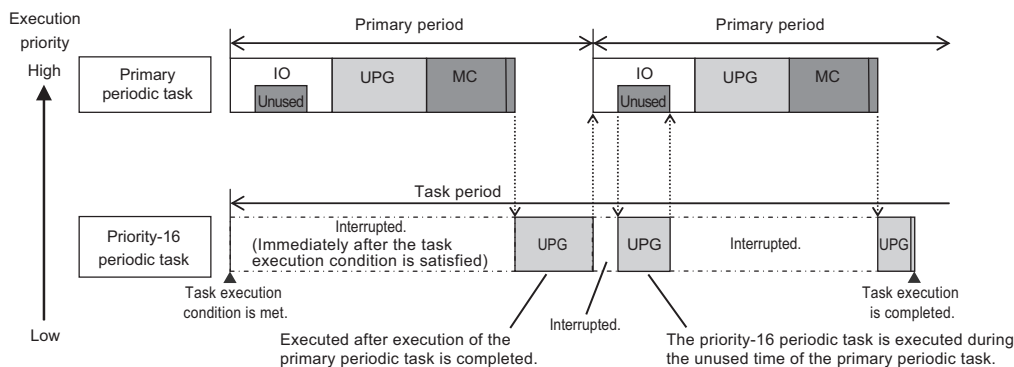 Execution
priority
High
Low
Primary period
Primary period
Primary
periodic task
IO
Unused
UPG
MC
IO
Unused
UPG
MC
Task period
Priority-16
periodic task
Interrupted.
(Immediately after the task
execution condition is satisfied)
UPG
UPG
Interrupted.
UPG
Task execution
condition is met.
Interrupted.
Task execution
is completed.
Executed after execution of the
primary periodic task is completed.
The priority-16 periodic task is executed during
the unused time of the primary periodic task.